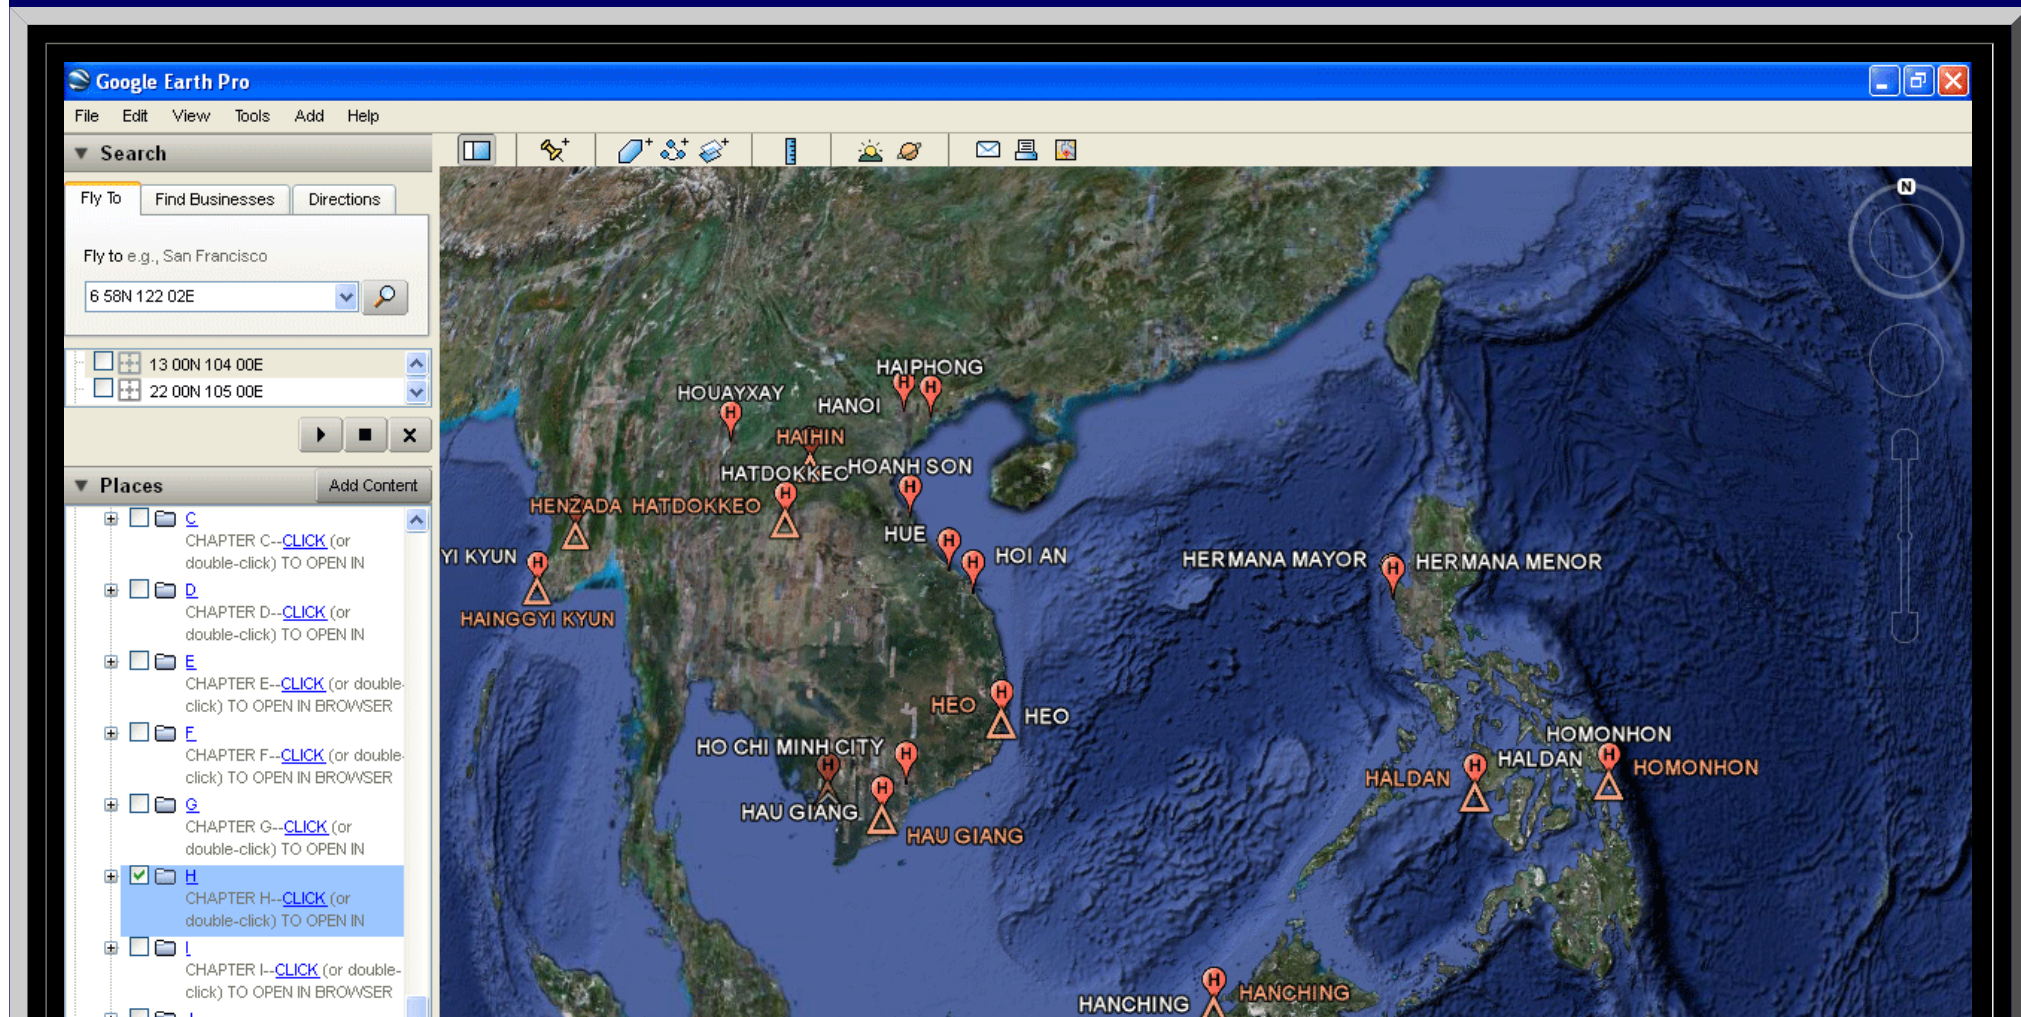 Google Earth Pro
File Edit View Tools Add Help
Search
Fly To Find Businesses Directions
Fly to e.g., San Francisco
6 58N 122 02E
13 00N 104 00E
22 00N 105 00E
Places Add Content
C
CHAPTER C--CLICK (or
double-click) TO OPEN IN
D
CHAPTER D--CLICK (or
double-click) TO OPEN IN
E
CHAPTER E--CLICK (or double-
click) TO OPEN IN BROWSER
F
CHAPTER F--CLICK (or double-
click) TO OPEN IN BROWSER
G
CHAPTER G--CLICK (or
double-click) TO OPEN IN
H
CHAPTER H--CLICK (or
double-click) TO OPEN IN
I
CHAPTER I--CLICK (or double-
click) TO OPEN IN BROWSER
N
HAIPHONG
H H
HOUAYXAY
HANOI
H
HAIHIN
HATDOKKEO
HOANH SON
H H
HENZADA HATDOKKEO
HUE
H
YI KYUN
H
H
HOI AN
HERMANA MAYOR
H
HERMANA MENOR
HAINGGYI KYUN
H
HEO
HEO
HOMONHON
HO CHI MINH CITY
H
H
HALDAN
H
HOMONHON
HALDAN
H
H
HAU GIANG
HAU GIANG
H
HANCHING
HANCHING